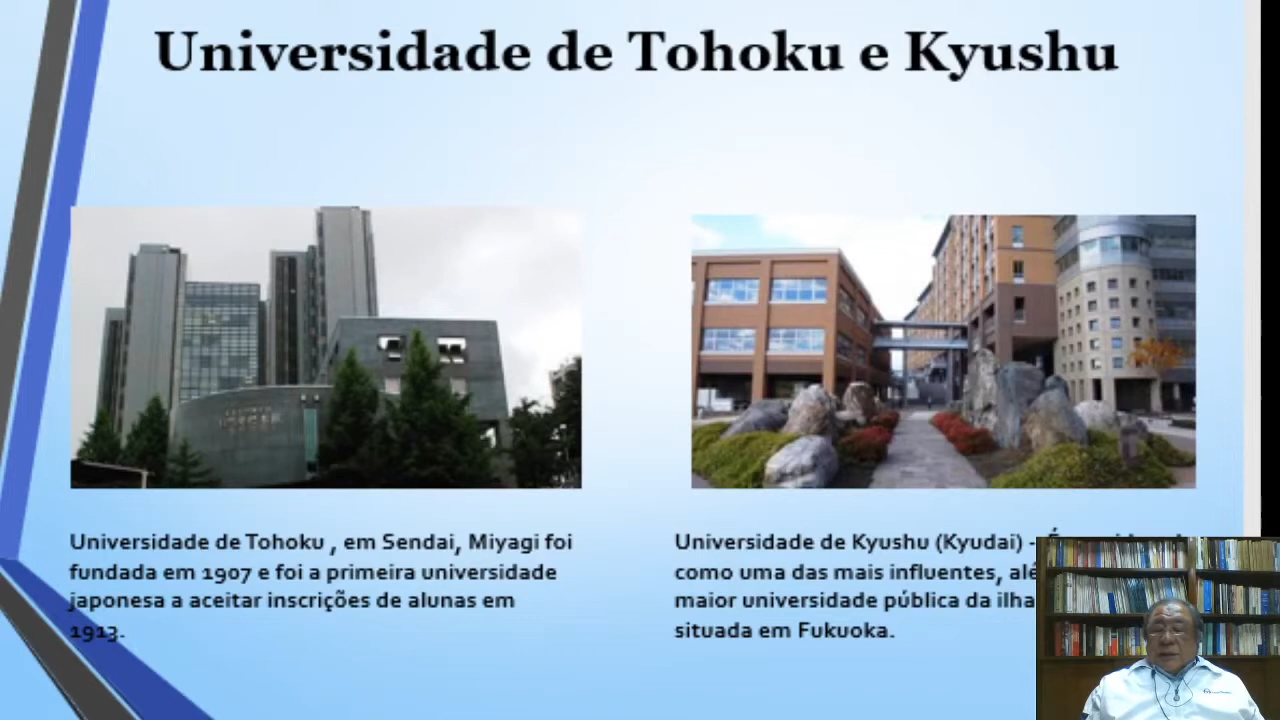 Universidade de Tohoku e Kyushu
Universidade de Tohoku , em Sendai, Miyagi foi
fundada em 1907 e foi a primeira universidade
japonesa a aceitar inscrições de alunas em
1913.
Universidade de Kyushu (Kyudai) -
como uma das mais influentes,
maior universidade pública da ilha
situada em Fukuoka.